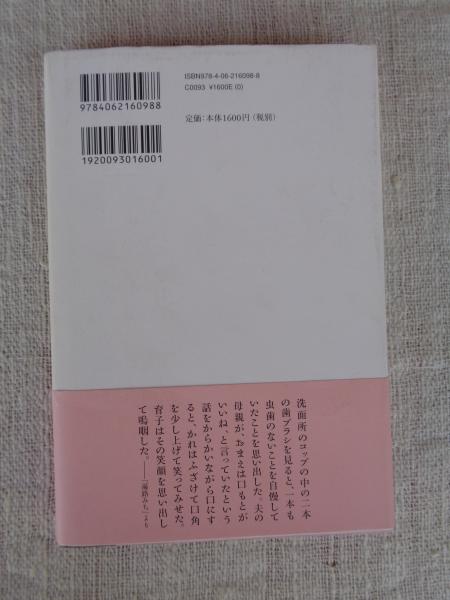 ISBN978-4-06-216098-8
C0093 ¥1600E (0)
定価:本体1600円(税別)
9784062160988
1920093016001
洗面所のコップの中の二本
の歯ブラシを見ると、一本も
虫歯のないことを自慢して
いたことを思い出した。夫の
母親が、おまえは口もとが
いいね、と言っていたという
話をからかいながら口にす
ると、かれはふざけて口角
を少し上げて笑ってみせた。
育子はその笑顔を思い出し
て嗚咽した。——「遍路みち」より